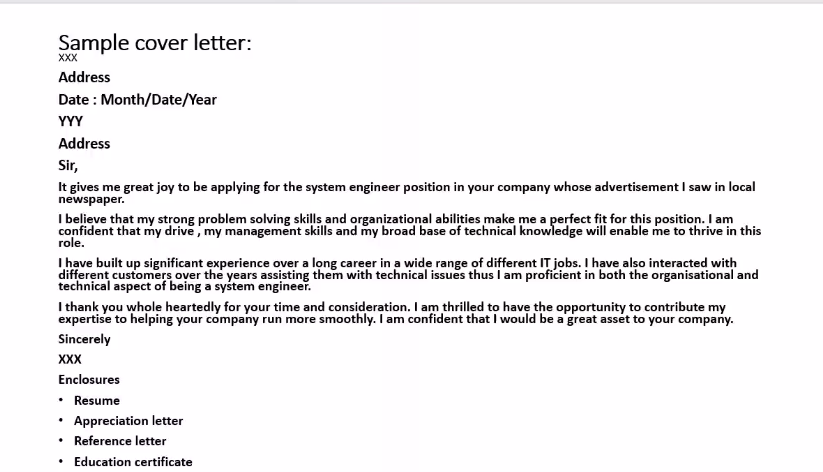 Sample cover letter:
XXX
Address
Date : Month/Date/Year
YYY
Address
Sir,
It gives me great joy to be applying for the system engineer position in your company whose advertisement I saw in local
newspaper.
I believe that my strong problem solving skills and organizational abilities make me a perfect fit for this position. I am
confident that my drive , my management skills and my broad base of technical knowledge will enable me to thrive in this
role.
I have built up significant experience over a long career in a wide range of different IT jobs. I have also interacted with
different customers over the years assisting them with technical issues thus I am proficient in both the organisational and
technical aspect of being a system engineer.
I thank you whole heartedly for your time and consideration. I am thrilled to have the opportunity to contribute my
expertise to helping your company run more smoothly. I am confident that I would be a great asset to your company.
Sincerely
XXX
Enclosures
• Resume
• Appreciation letter
• Reference letter
• Education certificate